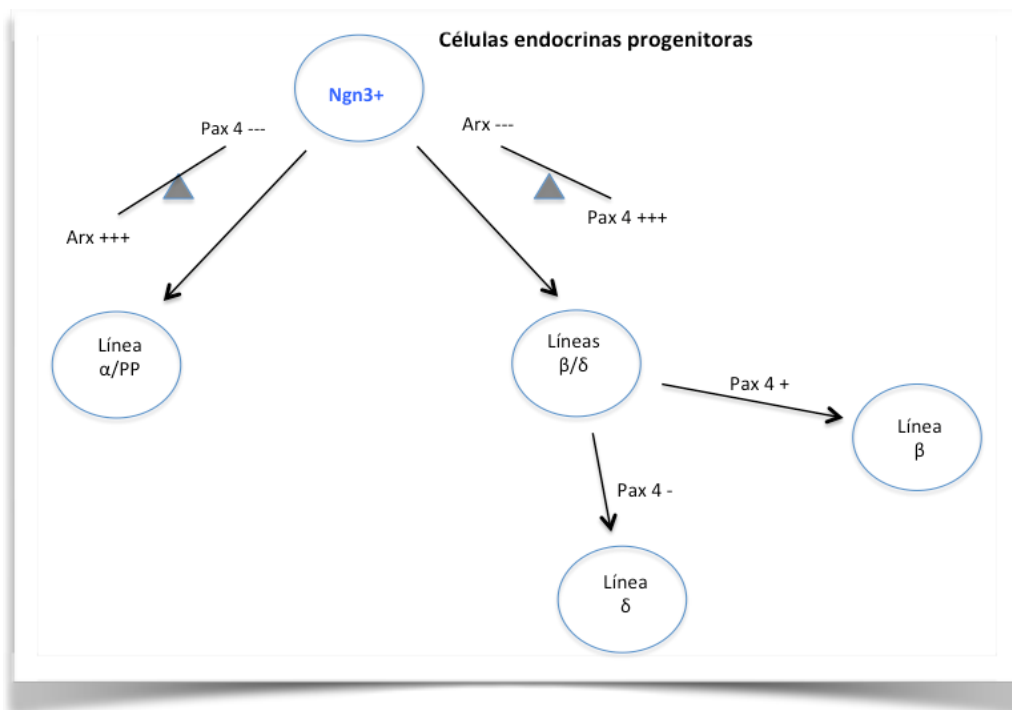 Células endocrinas progenitoras
Ngn3+
Pax 4 ---
Arx ---
Arx +++
Pax 4 +++
Línea
α/PP
Líneas
β/δ
Pax 4 +
Línea
β
Pax 4 -
Línea
δ